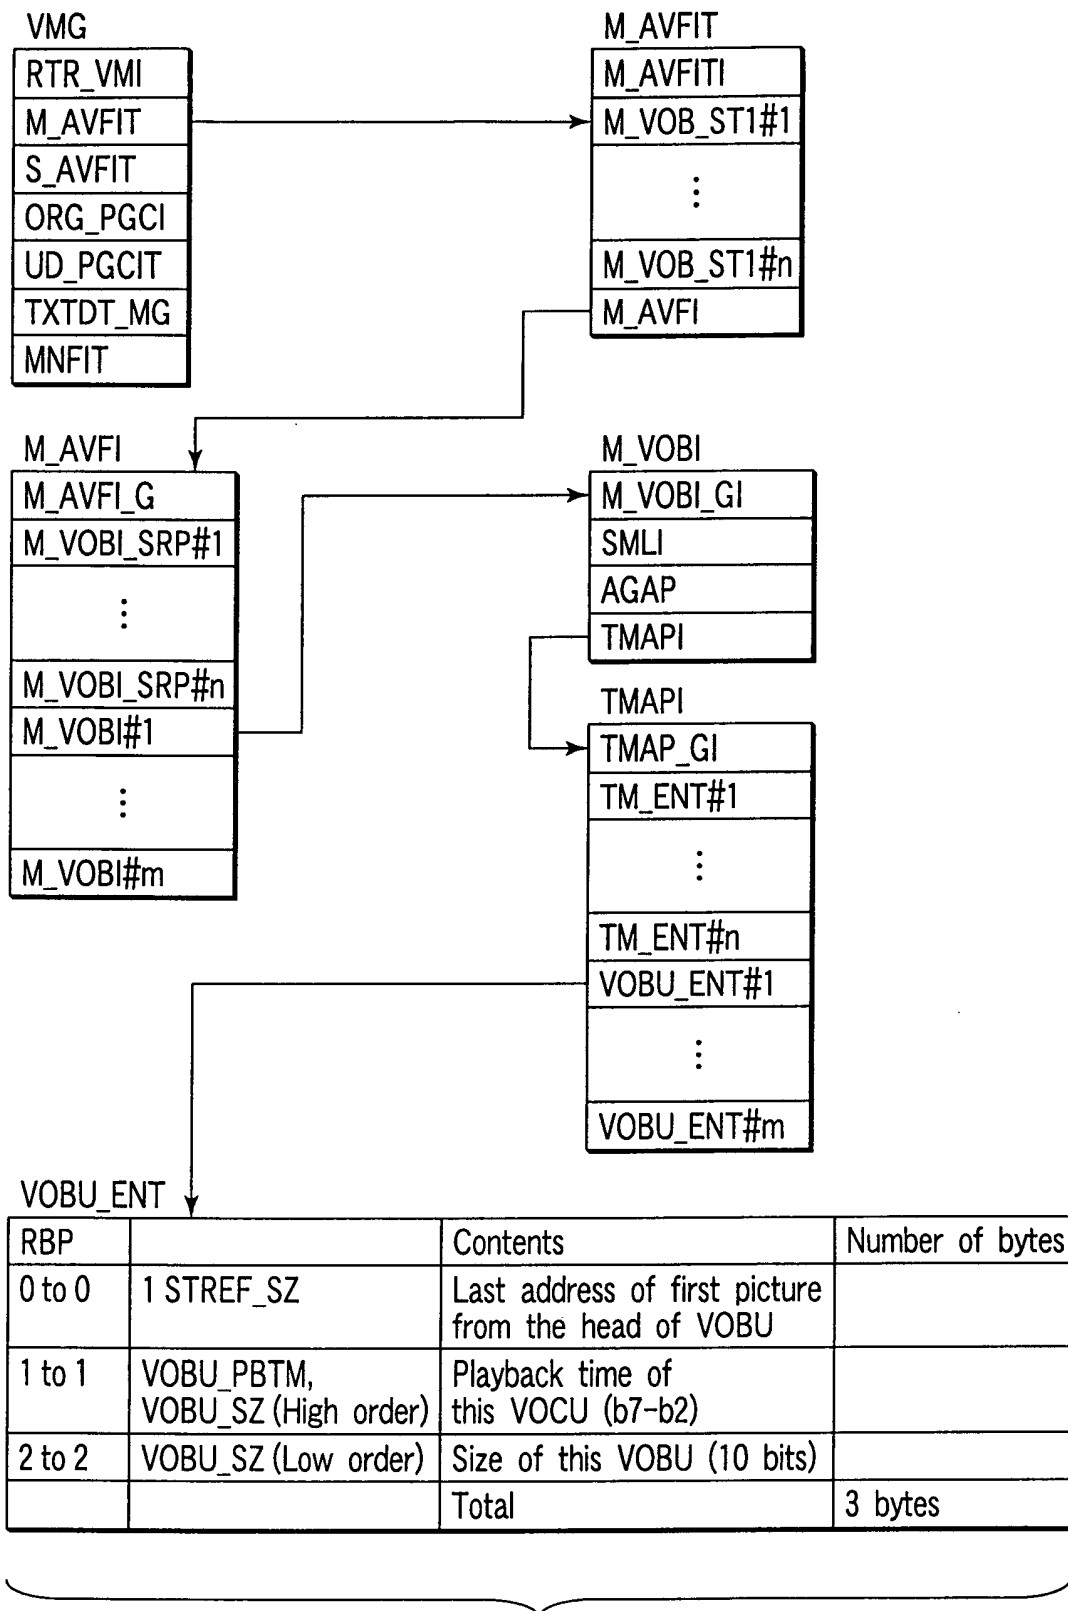 VMG
RTR_VMI
M_AVFIT
S_AVFIT
ORG_PGCI
UD_PGCIT
TXTDT_MG
MNFIT
M_AVFIT
M_AVFITI
M_VOB_ST1#1
⋮
M_VOB_ST1#n
M_AVFI
M_AVFI
M_AVFI_G
M_VOBI_SRP#1
⋮
M_VOBI_SRP#n
M_VOBI#1
⋮
M_VOBI#m
M_VOBI
M_VOBI_GI
SMLI
AGAP
TMAPI
TMAPI
TMAP_GI
TM_ENT#1
⋮
TM_ENT#n
VOBU_ENT#1
⋮
VOBU_ENT#m
VOBU_ENT
RBP Contents Number of bytes
0 to 0 1 STREF_SZ Last address of first picture
from the head of VOBU
1 to 1 VOBU_PBTM, Playback time of
VOBU_SZ (High order) this VOCU (b7-b2)
2 to 2 VOBU_SZ (Low order) Size of this VOBU (10 bits)
Total 3 bytes